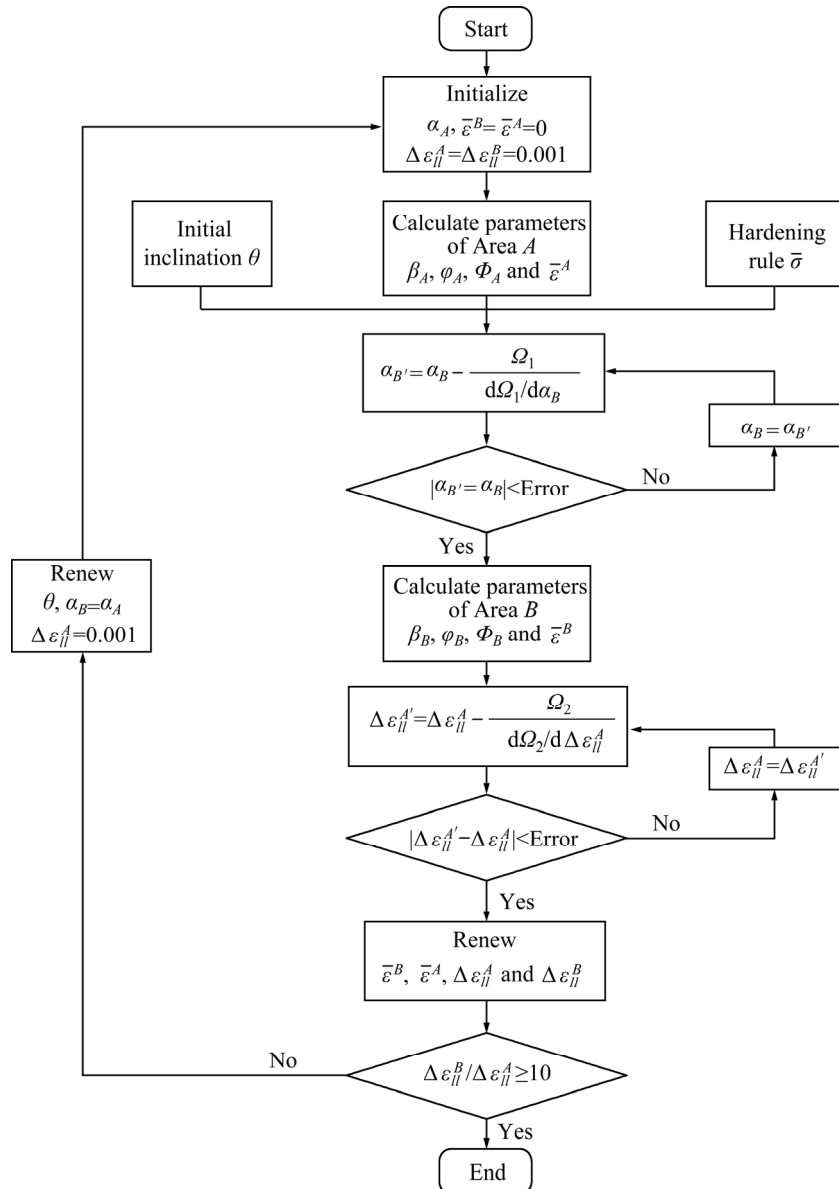 Start
Initialize
α_A, ε̅^B= ε̅^A=0
Δε_ll^A=Δε_ll^B=0.001
Initial
inclination θ
Calculate parameters
of Area A
β_A, φ_A, Φ_A and ε̅^A
Hardening
rule σ̅
α_B′=α_B− Ω_1
dΩ_1/dα_B
α_B=α_B′
|α_B′=α_B|<Error
No
Yes
Renew
θ, α_B=α_A
Δε_ll^A=0.001
Calculate parameters
of Area B
β_B, φ_B, Φ_B and ε̅^B
Δε_ll^A′=Δε_ll^A− Ω_2
dΩ_2/dΔε_ll^A
Δε_ll^A=Δε_ll^A′
|Δε_ll^A′−Δε_ll^A|<Error
No
Yes
Renew
ε̅^B, ε̅^A, Δε_ll^A and Δε_ll^B
No
Δε_ll^B/Δε_ll^A≥10
Yes
End